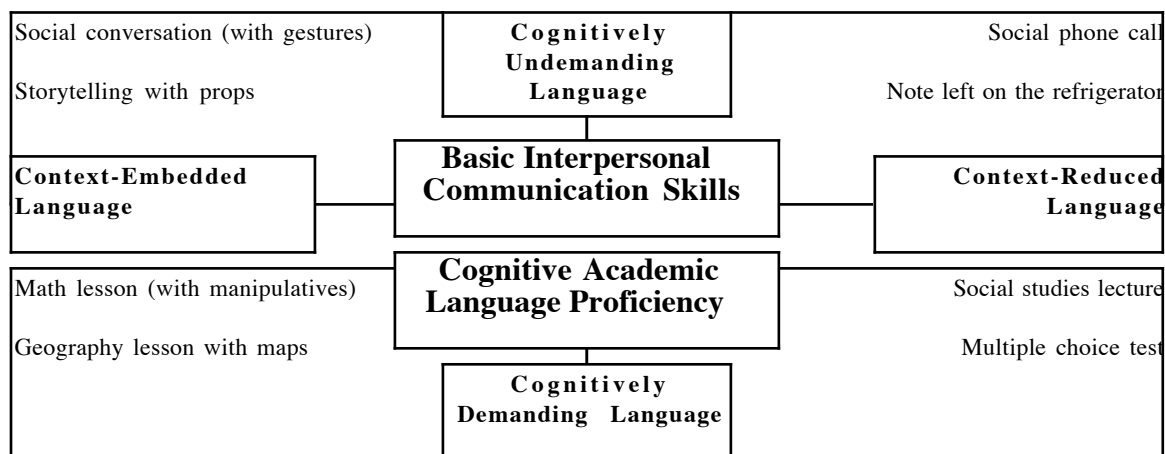 Social conversation (with gestures)
Storytelling with props
Cognitively
Undemanding
Language
Social phone call
Note left on the refrigerator
Context-Embedded
Language
Basic Interpersonal
Communication Skills
Context-Reduced
Language
Cognitive Academic
Language Proficiency
Math lesson (with manipulatives)
Geography lesson with maps
Social studies lecture
Multiple choice test
Cognitively
Demanding Language